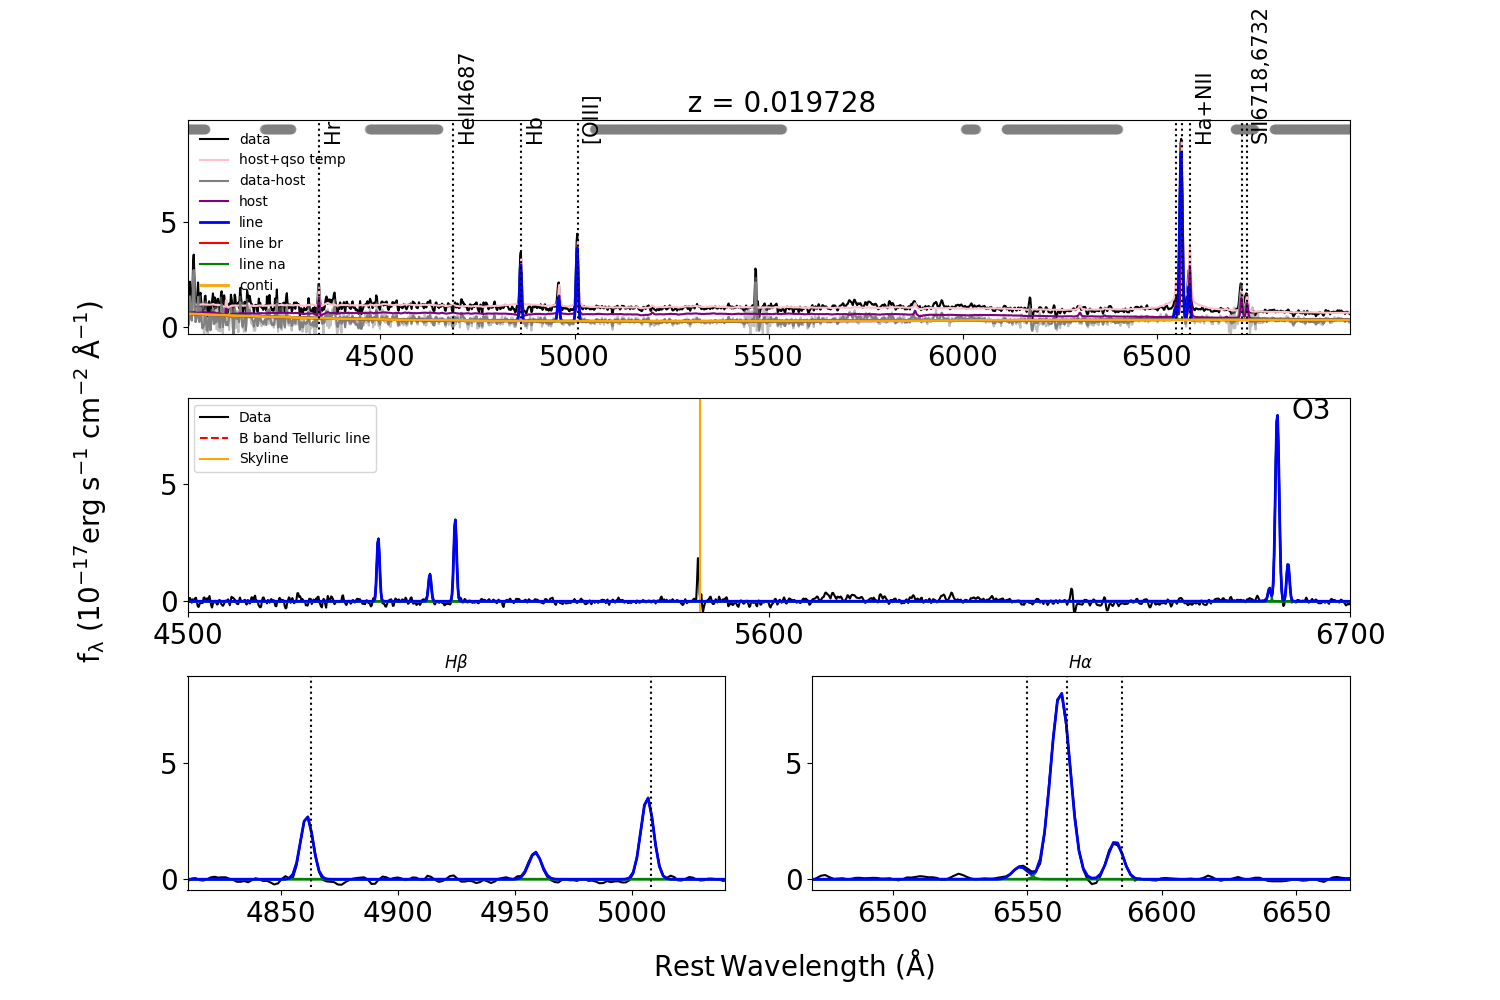 z = 0.019728
Hr
HeII4687
Hb
[OIII]
Ha+NII
SII6718,6732
data
host+qso temp
data-host
host
line
line br
line na
conti
5
0
4500
5000
5500
6000
6500
f_λ (10⁻¹⁷erg s⁻¹ cm⁻² Å⁻¹)
O3
Data
B band Telluric line
Skyline
5
0
4500
5600
6700
Hβ
5
0
4850
4900
4950
5000
Hα
5
0
6500
6550
6600
6650
Rest Wavelength (Å)